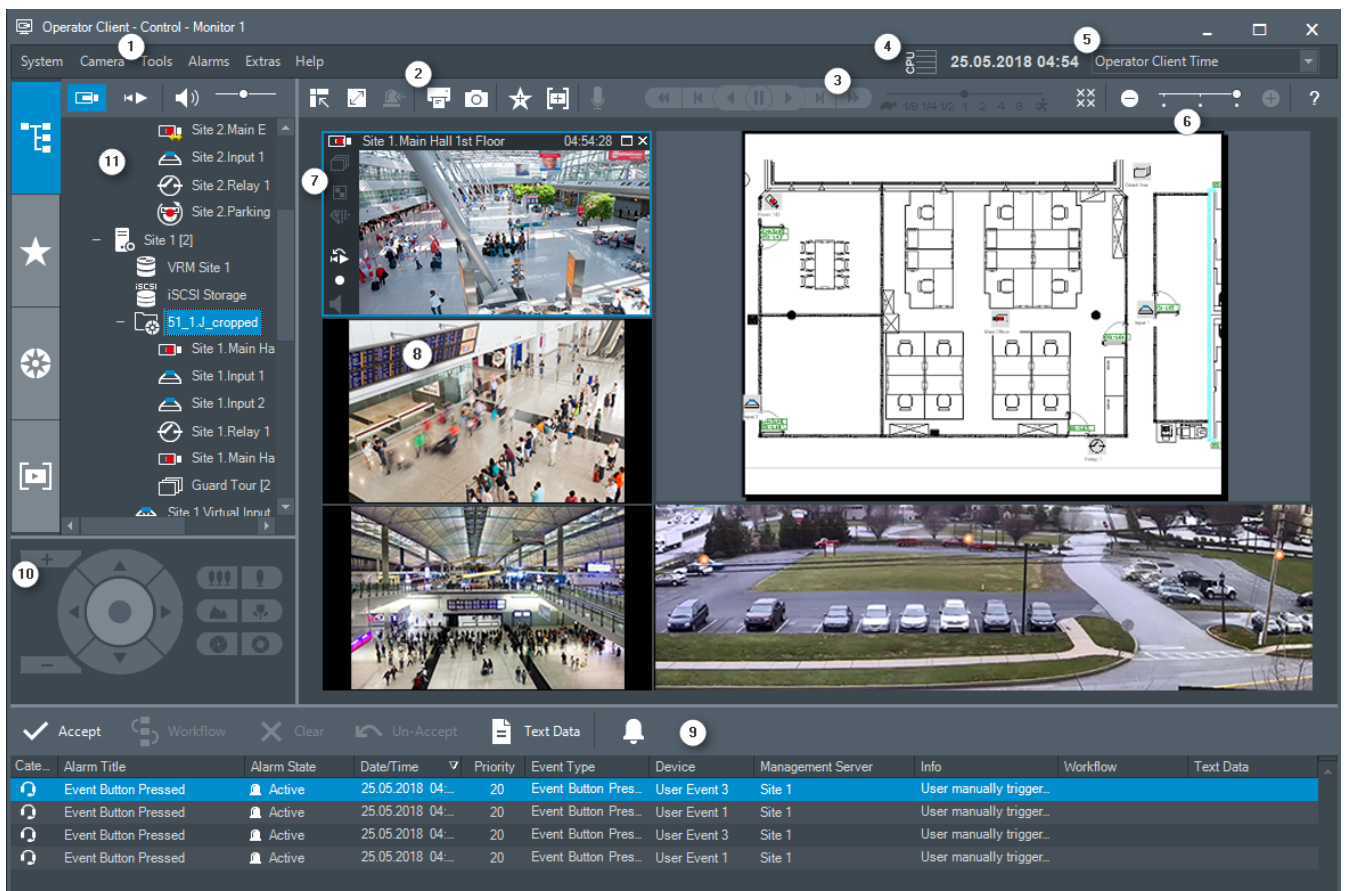 Operator Client - Control - Monitor 1
1
System Camera Tools Alarms Extras Help
4
CPU
25.05.2018 04:54
5
Operator Client Time
2
3
1/8 1/4 1/2 1 2 4 8
?
6
11
Site 2.Main E
Site 2.Input 1
Site 2.Relay 1
Site 2.Parking
Site 1 [2]
VRM Site 1
iSCSI
iSCSI Storage
51_1.J_cropped
Site 1.Main Ha
Site 1.Input 1
Site 1.Input 2
Site 1.Relay 1
Site 1.Main Ha
Guard Tour [2
Site 1.Virtual Input
10
7
Site 1.Main Hall 1st Floor 04:54:28
8
Guard Tour
Input 1
Main Office
Input 2
Relay 1
Accept Workflow Clear Un-Accept Text Data
9
Cate... Alarm Title Alarm State Date/Time Priority Event Type Device Management Server Info Workflow Text Data
Event Button Pressed Active 25.05.2018 04:... 20 Event Button Pres... User Event 3 Site 1 User manually trigger...
Event Button Pressed Active 25.05.2018 04:... 20 Event Button Pres... User Event 1 Site 1 User manually trigger...
Event Button Pressed Active 25.05.2018 04:... 20 Event Button Pres... User Event 3 Site 1 User manually trigger...
Event Button Pressed Active 25.05.2018 04:... 20 Event Button Pres... User Event 1 Site 1 User manually trigger...